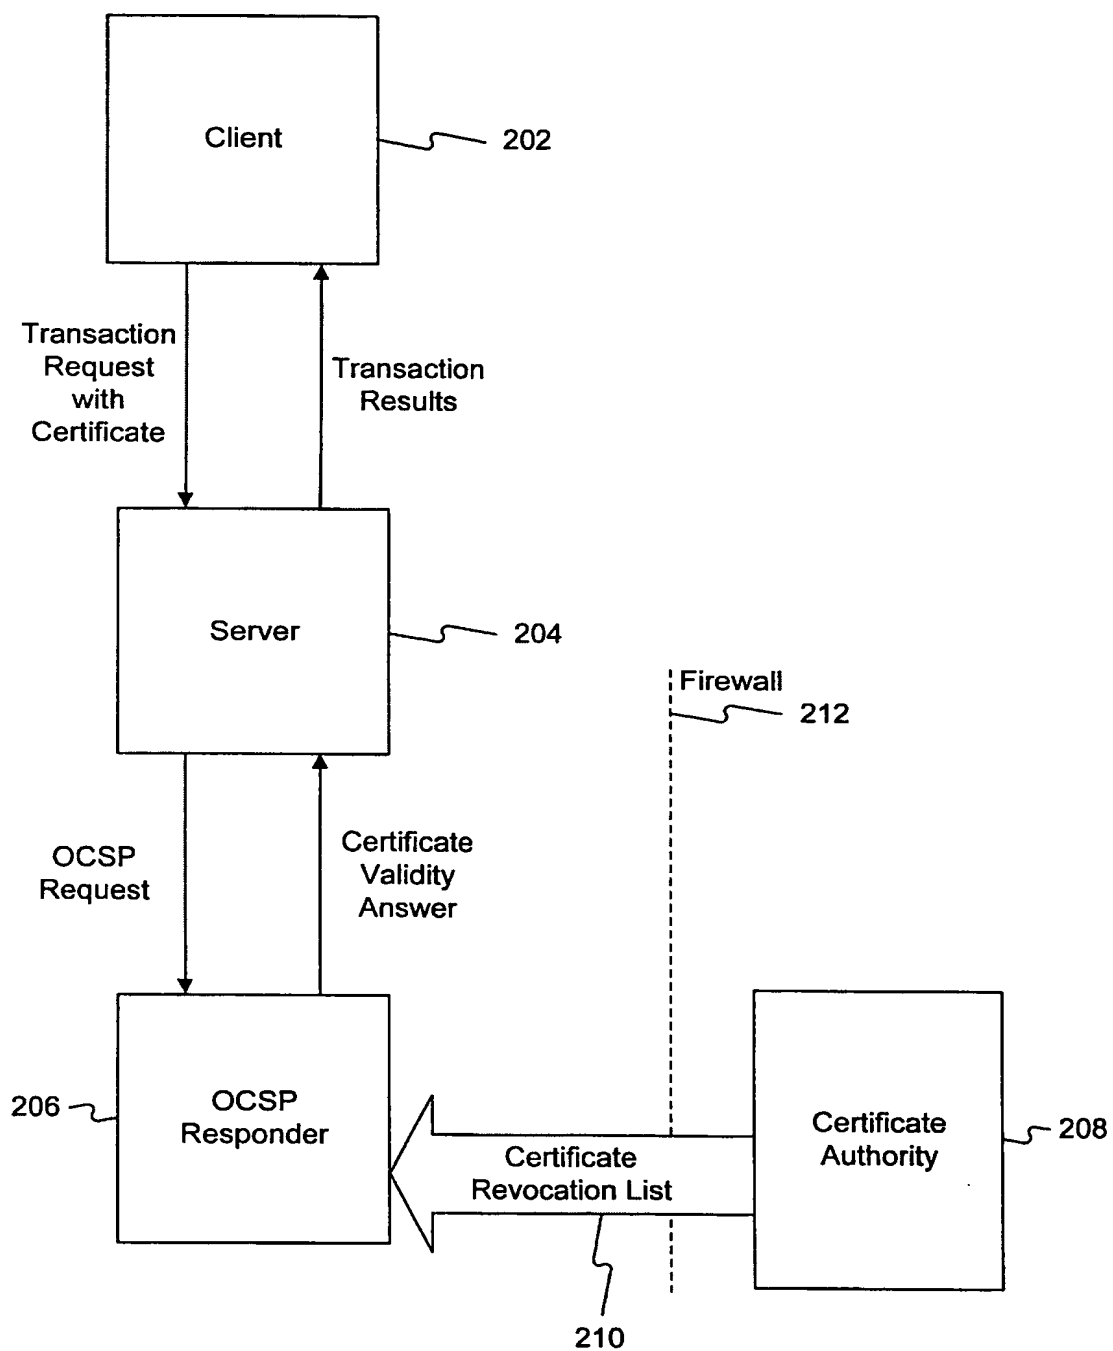 Client
202
Transaction
Request
with
Certificate
Transaction
Results
Server
204
Firewall
212
OCSP
Request
Certificate
Validity
Answer
206
OCSP
Responder
Certificate
Revocation List
210
Certificate
Authority
208